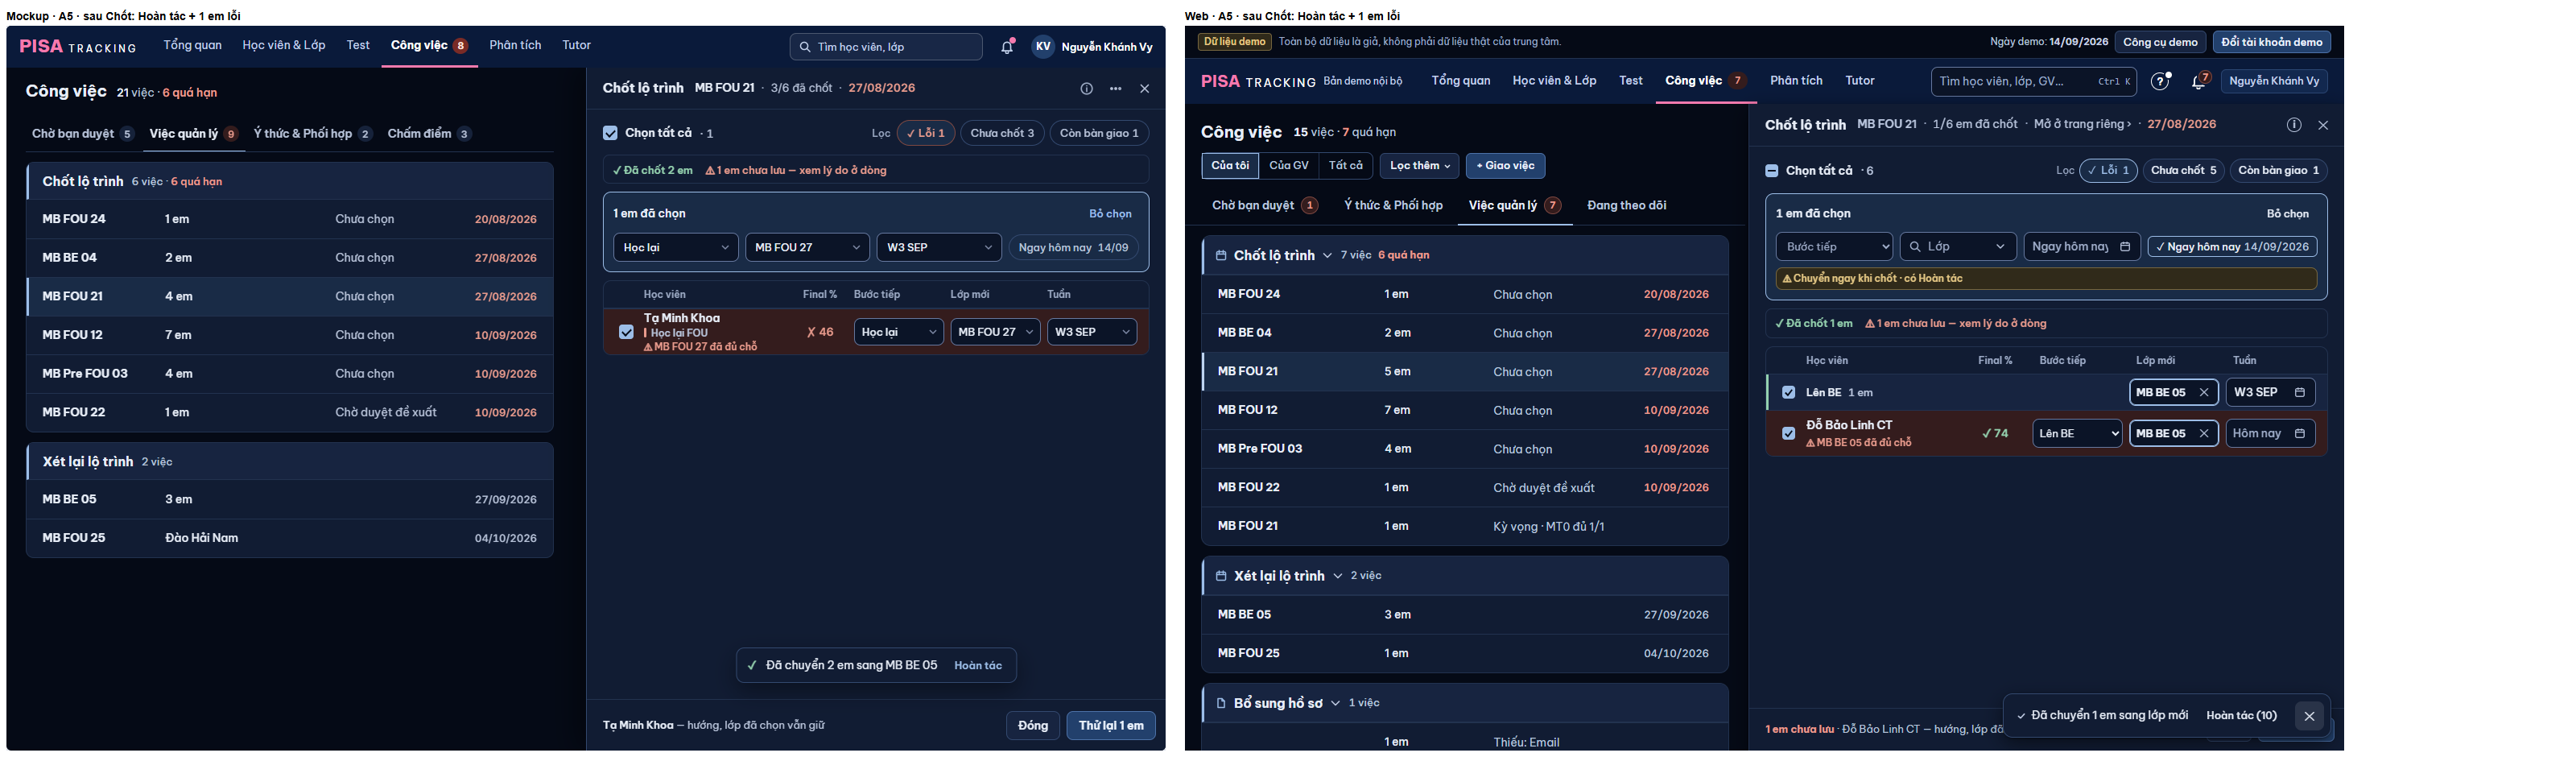 Mockup · A5 · sau Chốt: Hoàn tác + 1 em lỗi
PISA TRACKING Tổng quan Học viên & Lớp Test Công việc 8 Phân tích Tutor Tìm học viên, lớp KV Nguyễn Khánh Vy
Công việc 21 việc · 6 quá hạn
Chờ bạn duyệt 5 Việc quản lý 9 Ý thức & Phối hợp 2 Chấm điểm 3
Chốt lộ trình 6 việc · 6 quá hạn
MB FOU 24 1 em Chưa chọn 20/08/2026
MB BE 04 2 em Chưa chọn 27/08/2026
MB FOU 21 4 em Chưa chọn 27/08/2026
MB FOU 12 7 em Chưa chọn 10/09/2026
MB Pre FOU 03 4 em Chưa chọn 10/09/2026
MB FOU 22 1 em Chờ duyệt đề xuất 10/09/2026
Xét lại lộ trình 2 việc
MB BE 05 3 em 27/09/2026
MB FOU 25 Đào Hải Nam 04/10/2026
Chốt lộ trình MB FOU 21 · 3/6 đã chốt · 27/08/2026
Chọn tất cả · 1 Lọc ✓ Lỗi 1 Chưa chốt 3 Còn bàn giao 1
✓ Đã chốt 2 em ⚠ 1 em chưa lưu — xem lý do ở dòng
1 em đã chọn Bỏ chọn
Học lại MB FOU 27 W3 SEP Ngay hôm nay 14/09
Học viên Final % Bước tiếp Lớp mới Tuần
Tạ Minh Khoa
Học lại FOU
⚠ MB FOU 27 đã đủ chỗ
✗ 46 Học lại MB FOU 27 W3 SEP
✓ Đã chuyển 2 em sang MB BE 05 Hoàn tác
Tạ Minh Khoa — hướng, lớp đã chọn vẫn giữ Đóng Thử lại 1 em
Web · A5 · sau Chốt: Hoàn tác + 1 em lỗi
Dữ liệu demo Toàn bộ dữ liệu là giả, không phải dữ liệu thật của trung tâm. Ngày demo: 14/09/2026 Công cụ demo Đổi tài khoản demo
PISA TRACKING Bản demo nội bộ Tổng quan Học viên & Lớp Test Công việc 7 Phân tích Tutor Tìm học viên, lớp, GV... Ctrl K ? 7 Nguyễn Khánh Vy
Công việc 15 việc · 7 quá hạn
Của tôi Của GV Tất cả Lọc thêm + Giao việc
Chờ bạn duyệt 1 Ý thức & Phối hợp Việc quản lý 7 Đang theo dõi
Chốt lộ trình 7 việc 6 quá hạn
MB FOU 24 1 em Chưa chọn 20/08/2026
MB BE 04 2 em Chưa chọn 27/08/2026
MB FOU 21 5 em Chưa chọn 27/08/2026
MB FOU 12 7 em Chưa chọn 10/09/2026
MB Pre FOU 03 4 em Chưa chọn 10/09/2026
MB FOU 22 1 em Chờ duyệt đề xuất 10/09/2026
MB FOU 21 1 em Kỳ vọng · MT0 đủ 1/1
Xét lại lộ trình 2 việc
MB BE 05 3 em 27/09/2026
MB FOU 25 1 em 04/10/2026
Bổ sung hồ sơ 1 việc
1 em Thiếu: Email
Chốt lộ trình MB FOU 21 · 1/6 em đã chốt · Mở ở trang riêng › · 27/08/2026
Chọn tất cả · 6 Lọc ✓ Lỗi 1 Chưa chốt 5 Còn bàn giao 1
1 em đã chọn Bỏ chọn
Bước tiếp Lớp Ngay hôm nay ✓ Ngay hôm nay 14/09/2026
⚠ Chuyển ngay khi chốt · có Hoàn tác
✓ Đã chốt 1 em ⚠ 1 em chưa lưu — xem lý do ở dòng
Học viên Final % Bước tiếp Lớp mới Tuần
Lên BE 1 em MB BE 05 W3 SEP
Đỗ Bảo Linh CT
⚠ MB BE 05 đã đủ chỗ
✓ 74 Lên BE MB BE 05 Hôm nay
✓ Đã chuyển 1 em sang lớp mới Hoàn tác (10)
1 em chưa lưu · Đỗ Bảo Linh CT — hướng, lớp đã